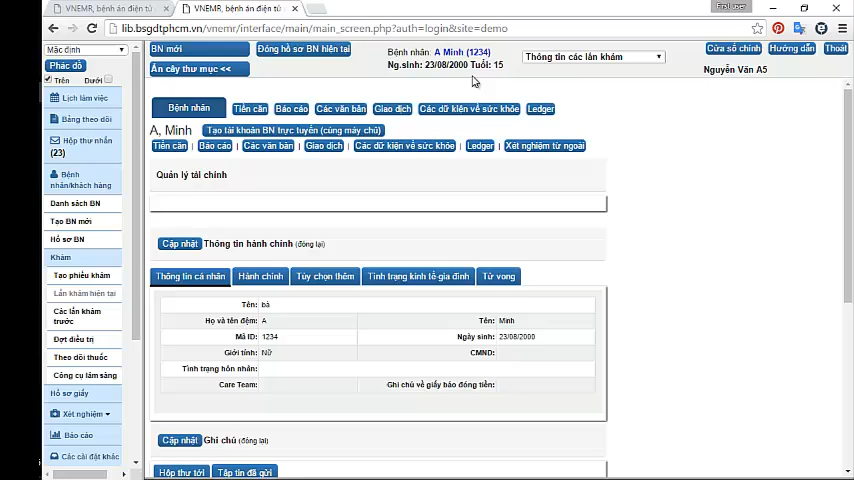 VNEMR, bệnh án điện tử
VNEMR, bệnh án điện tử
First user
lib.bsgdtphcm.vn/vnemr/interface/main/main_screen.php?auth=login&site=demo
Mặc định
Phác đồ
Trên
Dưới
Lịch làm việc
Bảng theo dõi
Hộp thư nhắn
(23)
Bệnh
nhân/khách hàng
Danh sách BN
Tạo BN mới
Hồ sơ BN
Khám
Tạo phiếu khám
Lần khám hiện tại
Các lần khám
trước
Đợt điều trị
Theo dõi thuốc
Công cụ lâm sàng
Hồ sơ giấy
Xét nghiệm
Báo cáo
Các cài đặt khác
BN mới
Đóng hồ sơ BN hiện tại
Ẩn cây thư mục <<
Bệnh nhân: A Minh (1234)
Ng.sinh: 23/08/2000 Tuổi: 15
Thông tin các lần khám
Cửa sổ chính
Hướng dẫn
Thoát
Nguyễn Văn A5
Bệnh nhân
Tiền căn
Báo cáo
Các văn bản
Giao dịch
Các dữ kiện về sức khỏe
Ledger
A, Minh
Tạo tài khoản BN trực tuyến (cùng máy chủ)
Tiền căn | Báo cáo | Các văn bản | Giao dịch | Các dữ kiện về sức khỏe | Ledger | Xét nghiệm từ ngoài
Quản lý tài chính
Cập nhật Thông tin hành chính (đóng lại)
Thông tin cá nhân
Hành chính
Tùy chọn thêm
Tình trạng kinh tế-gia đình
Tử vong
Tên: bà
Họ và tên đệm: A
Tên: Minh
Mã ID: 1234
Ngày sinh: 23/08/2000
Giới tính: Nữ
CMND:
Tình trạng hôn nhân:
Care Team:
Ghi chú về giấy báo đóng tiền:
Cập nhật Ghi chú (đóng lại)
Hộp thư tới
Tập tin đã gửi